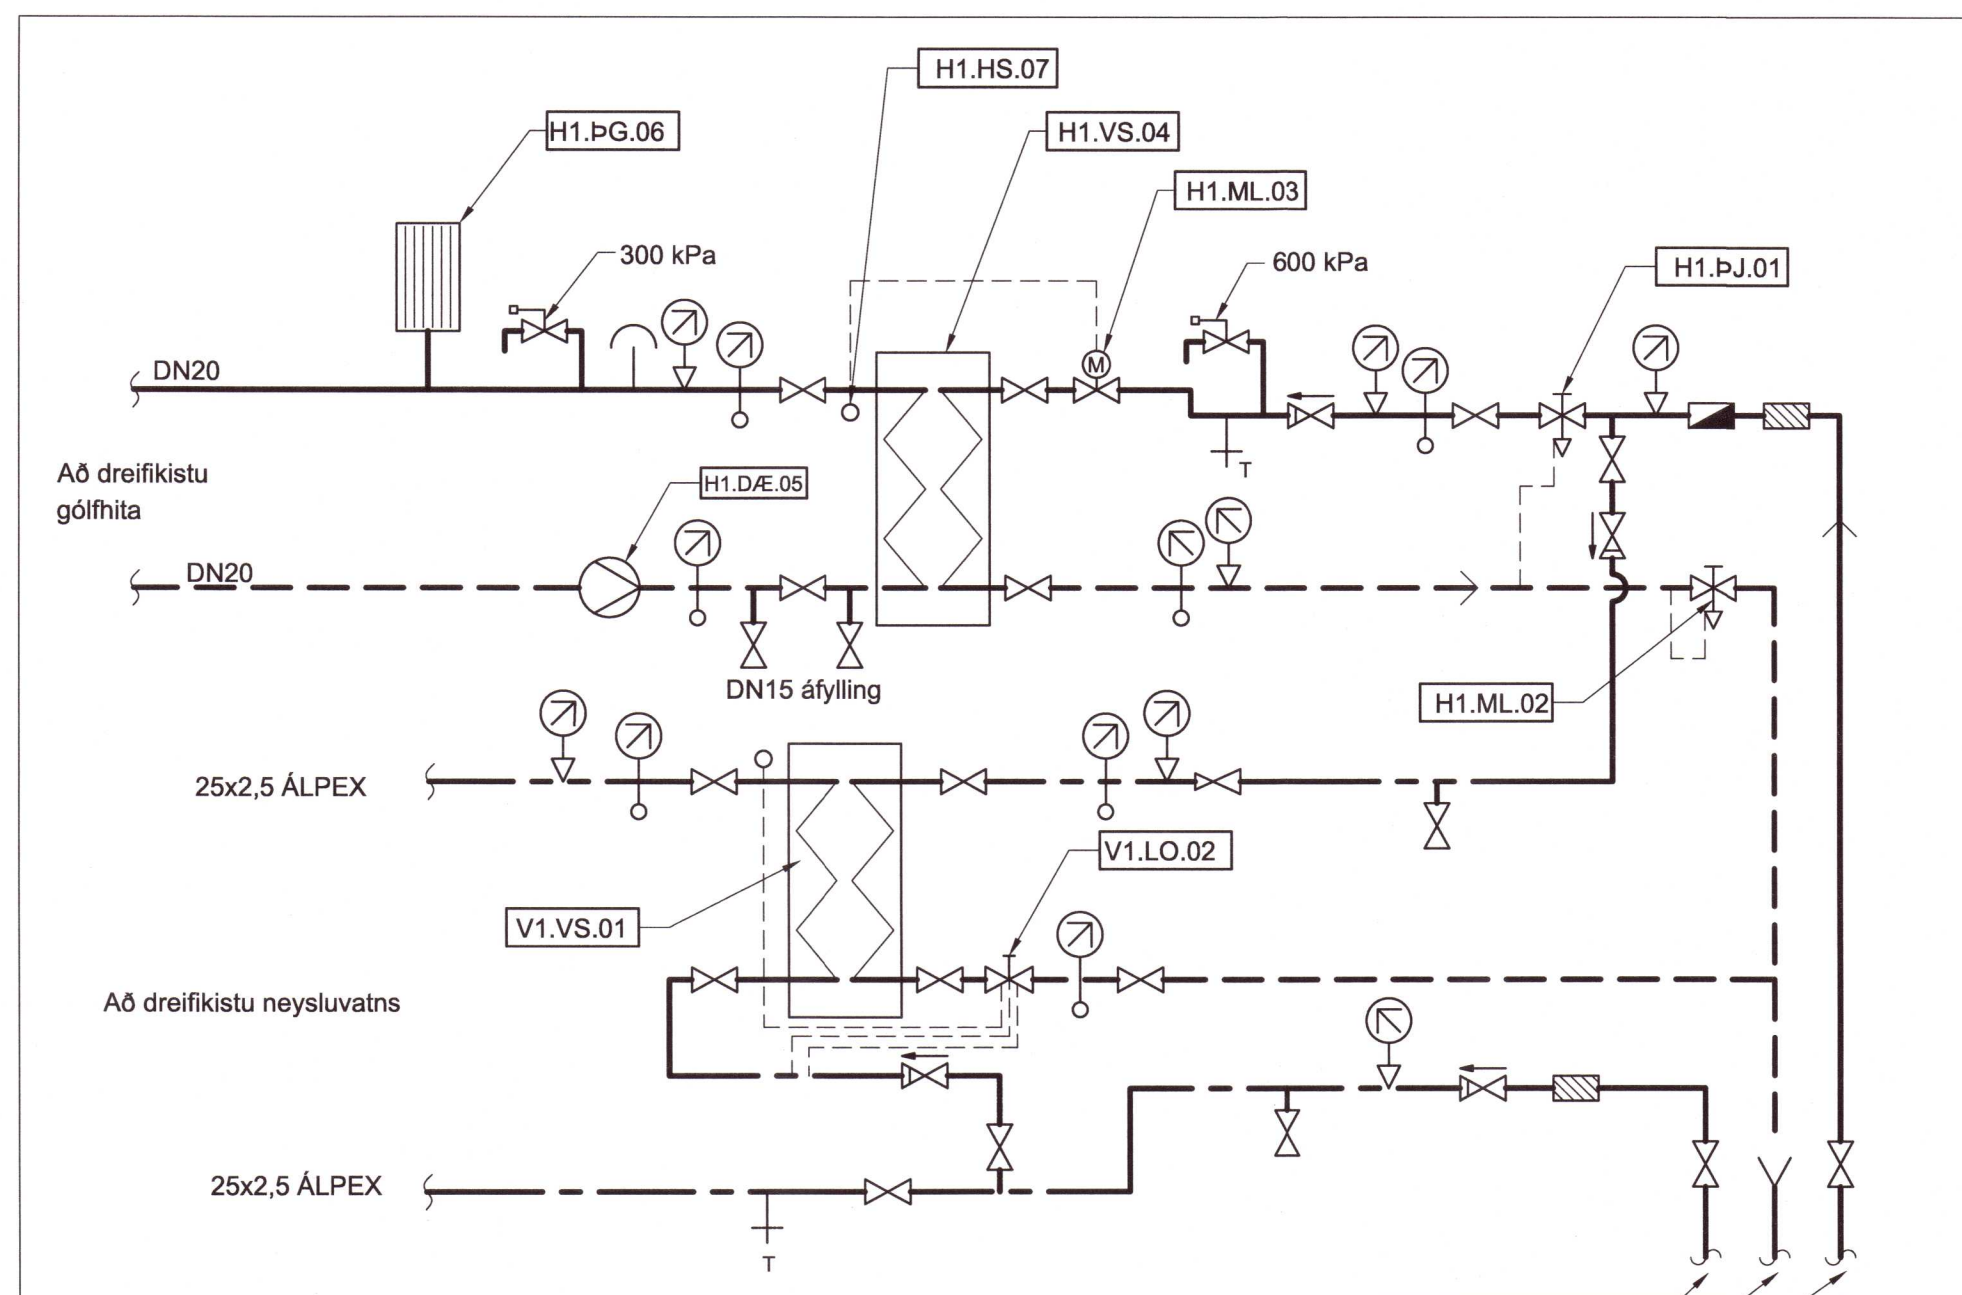 H1.HS.07
H1.ÞG.06
H1.VS.04
H1.ML.03
300 kPa
600 kPa
H1.ÞJ.01
M
DN20
T
Að dreifikistu
gólfhita
H1.DÆ.05
DN20
DN15 áfylling
H1.ML.02
25x2,5 ÁLPEX
V1.LO.02
V1.VS.01
Að dreifikistu neysluvatns
25x2,5 ÁLPEX
T